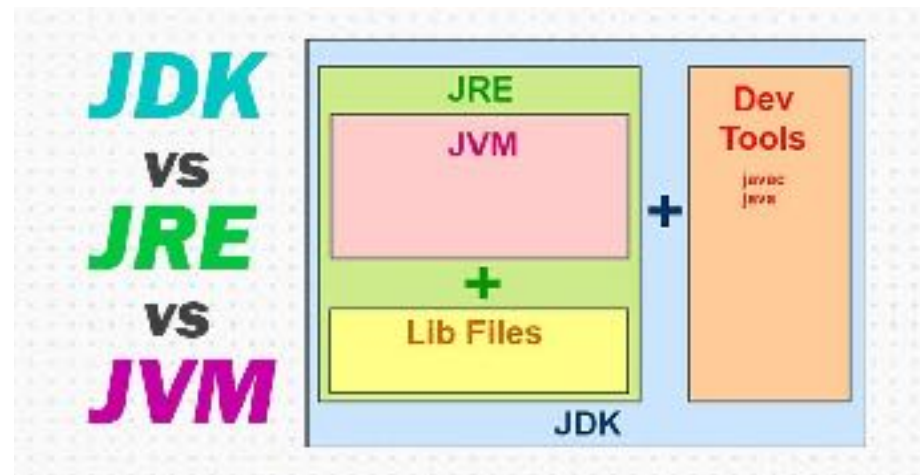 JDK
vs
JRE
vs
JVM
JRE
JVM
+
Lib Files
+
Dev
Tools
javac
java
JDK